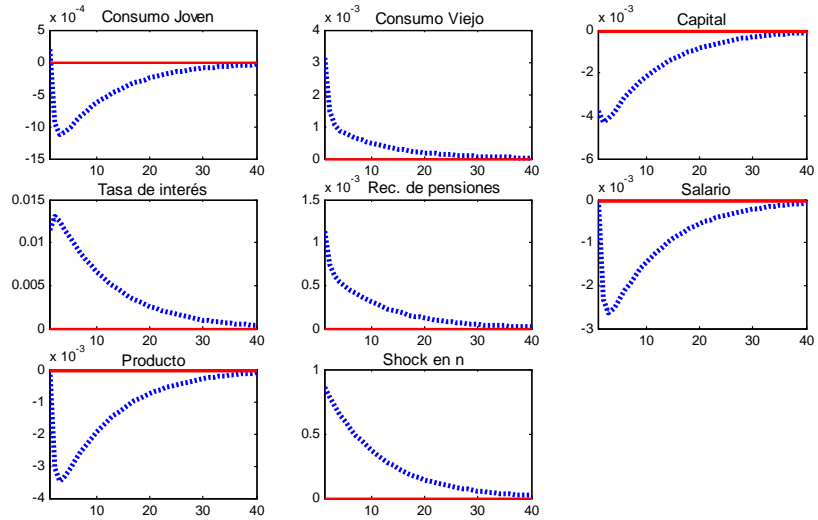 Consumo Joven
x 10^-4
5
0
-5
-10
-15
10 20 30 40
Consumo Viejo
x 10^-3
4
3
2
1
0
10 20 30 40
Capital
x 10^-3
0
-2
-4
-6
10 20 30 40
Tasa de interés
0.015
0.01
0.005
0
10 20 30 40
Rec. de pensiones
x 10^-3
1.5
1
0.5
0
10 20 30 40
Salario
x 10^-3
0
-1
-2
-3
10 20 30 40
Producto
x 10^-3
0
-1
-2
-3
-4
10 20 30 40
Shock en n
1
0.5
0
10 20 30 40